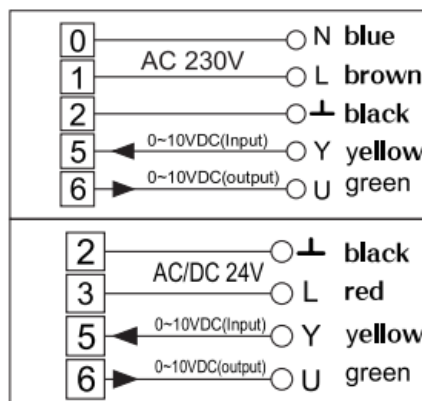 0 N blue
AC 230V
1 L brown
2 ⊥ black
5 0~10VDC(Input) Y yellow
6 0~10VDC(output) U green
2 ⊥ black
AC/DC 24V
3 L red
5 0~10VDC(Input) Y yellow
6 0~10VDC(output) U green